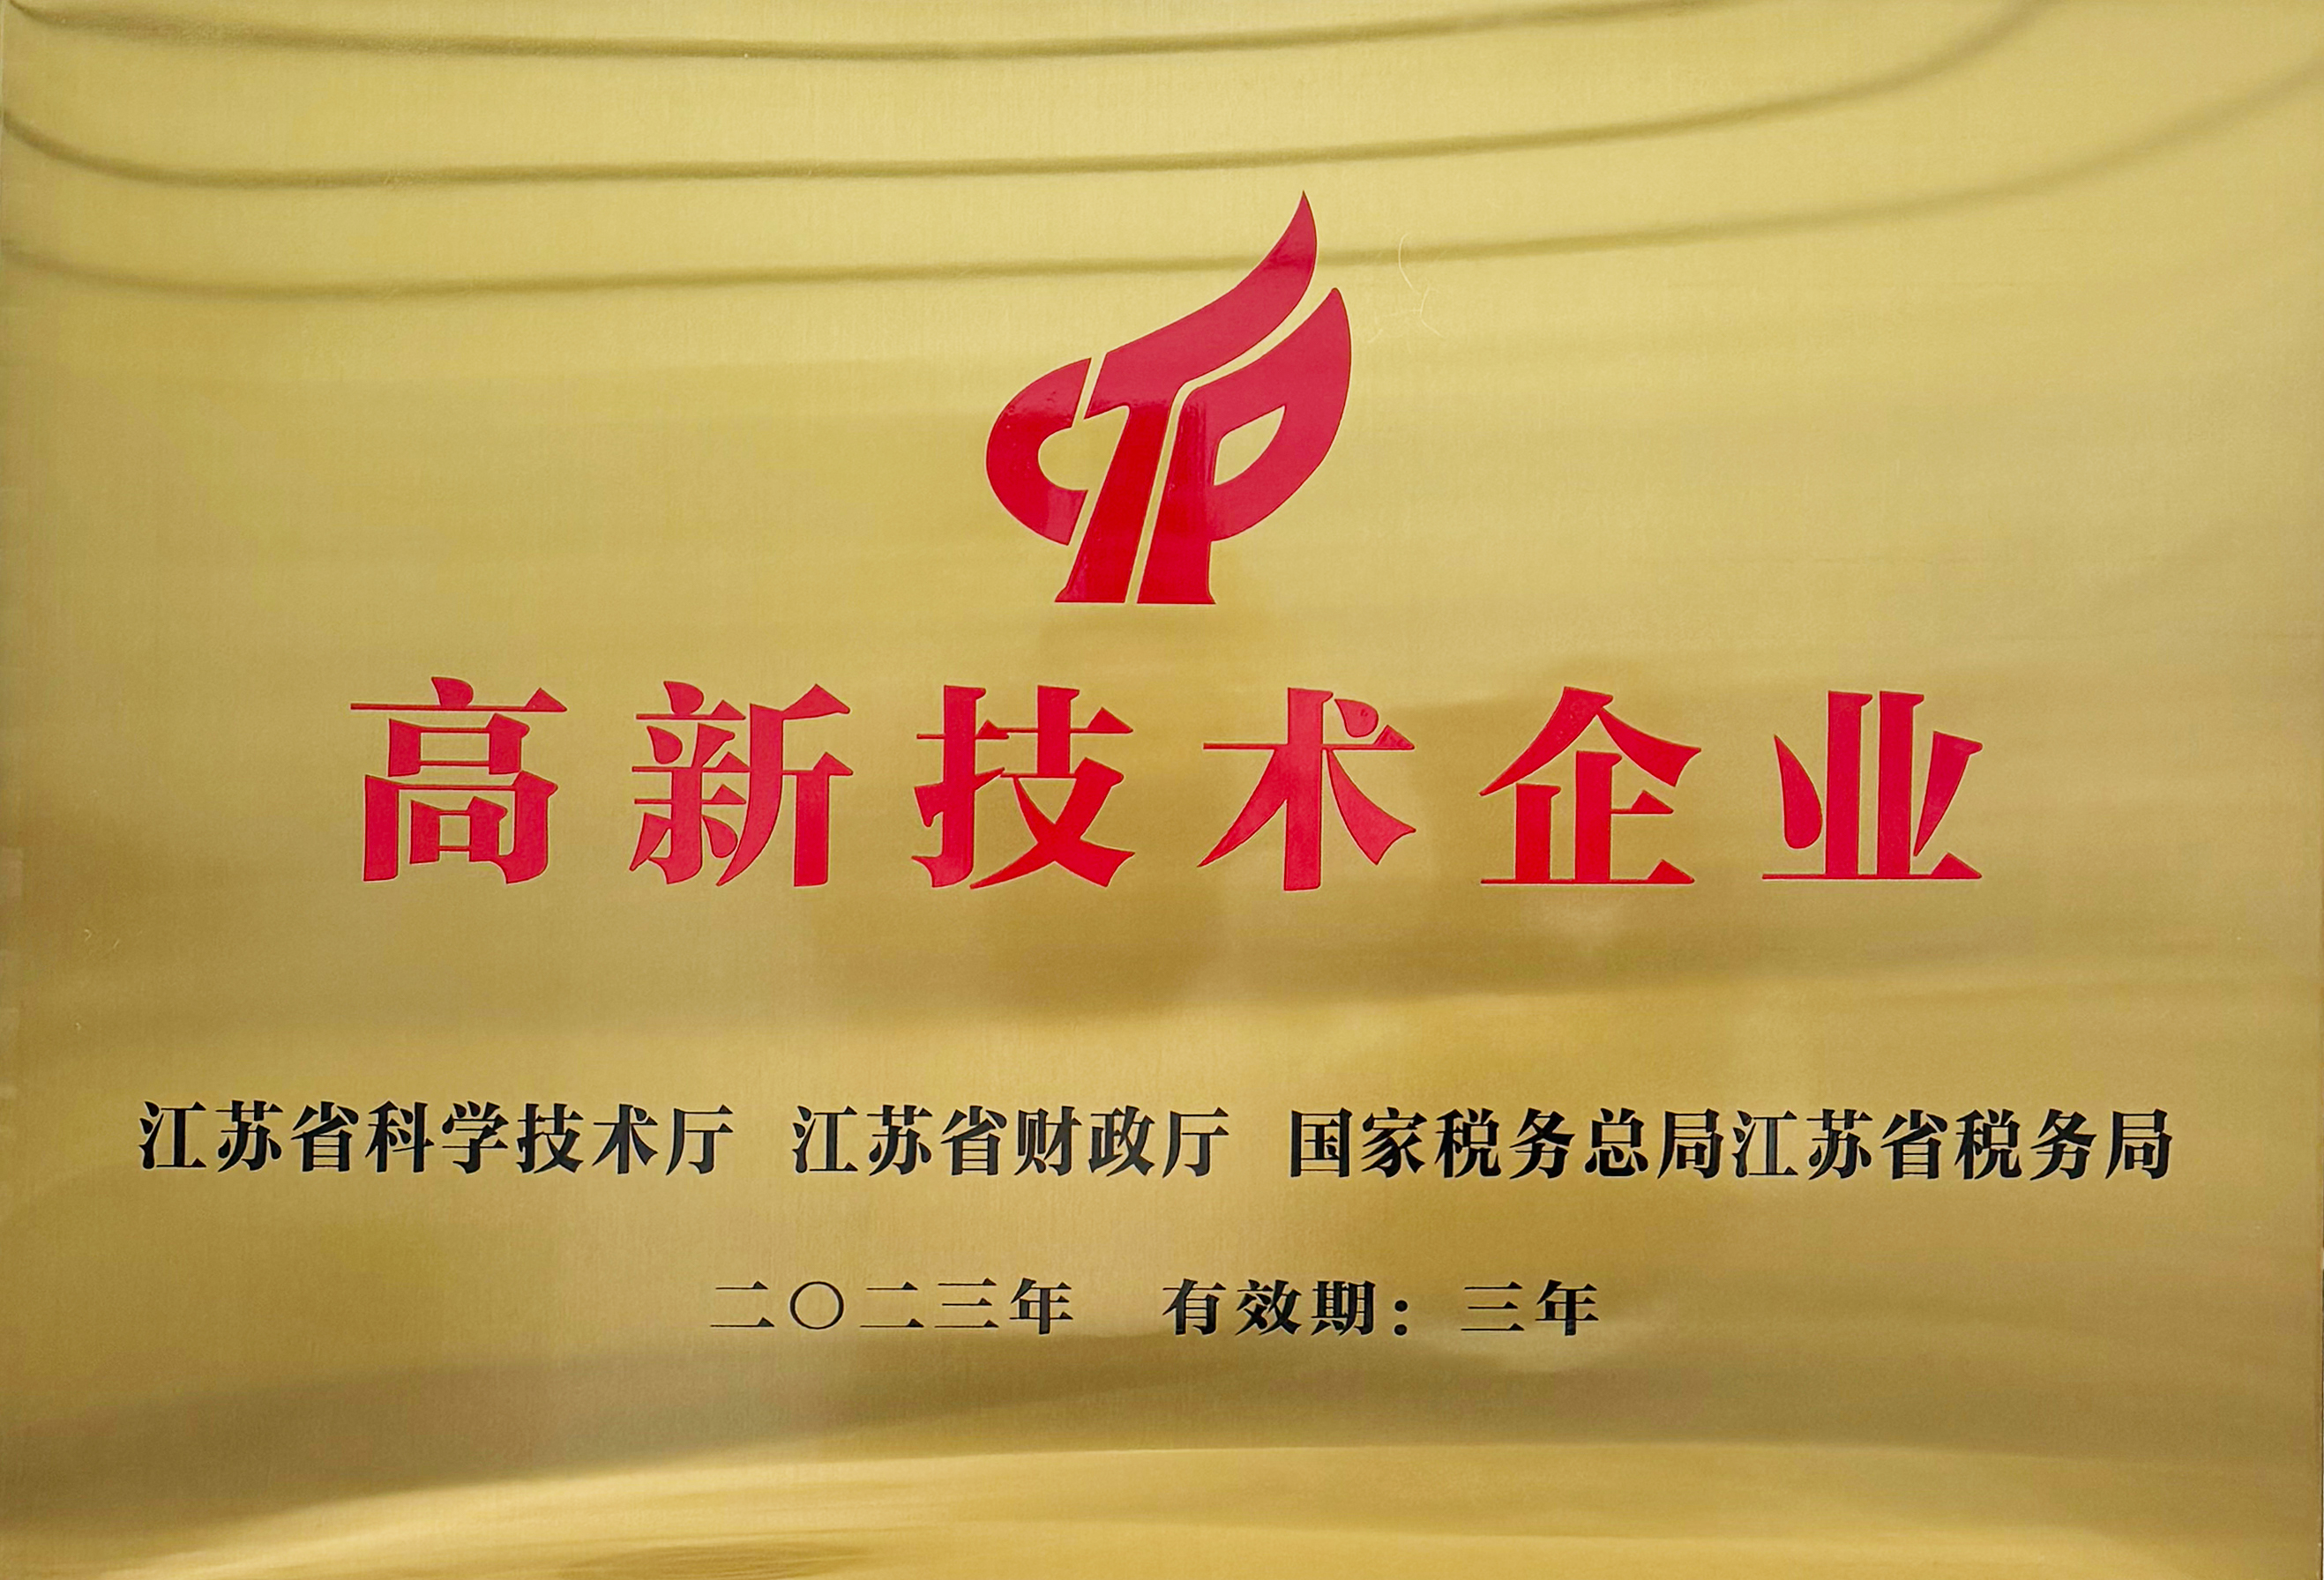 高新技术企业
江苏省科学技术厅 江苏省财政厅 国家税务总局江苏省税务局
二〇二三年 有效期：三年